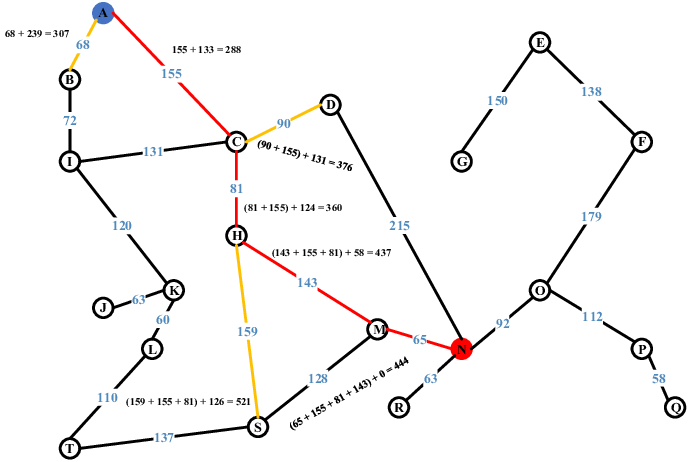 A
68 + 239 = 307
68
155 + 133 = 288
E
155
138
B
150
D
72
90
131
C
F
I
G
(90 + 155) + 131 = 376
81
(81 + 155) + 124 = 360
120
215
179
H
(143 + 155 + 81) + 58 = 437
143
K
O
J
63
60
159
M
92
112
65
L
N
P
128
63
58
(65 + 155 + 81 + 143) + 0 = 444
110
(159 + 155 + 81) + 126 = 521
R
Q
S
137
T